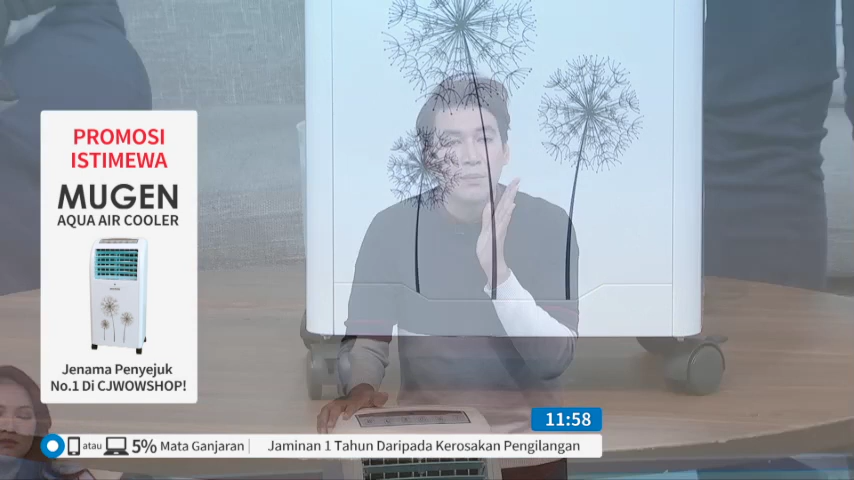 PROMOSI
ISTIMEWA
MUGEN
AQUA AIR COOLER
Jenama Penyejuk
No.1 Di CJWOWSHOP!
11:58
atau 5% Mata Ganjaran | Jaminan 1 Tahun Daripada Kerosakan Pengilangan